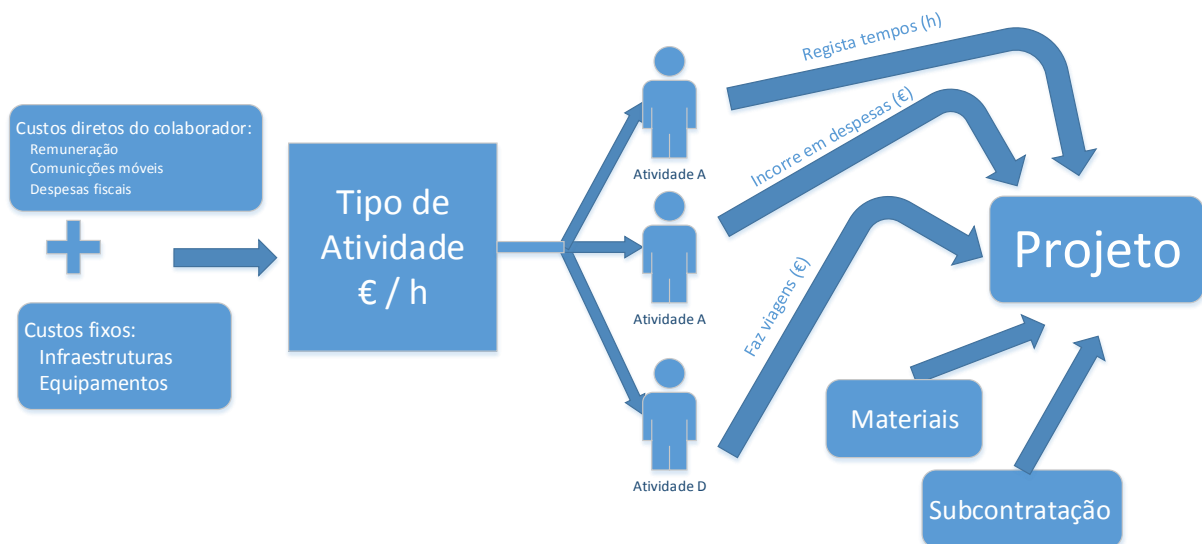 Custos diretos do colaborador:
Remuneração
Comunicções móveis
Despesas fiscais
Custos fixos:
Infraestruturas
Equipamentos
Tipo de
Atividade
€ / h
Atividade A
Atividade A
Atividade D
Regista tempos (h)
Incorre em despesas (€)
Faz viagens (€)
Projeto
Materiais
Subcontratação